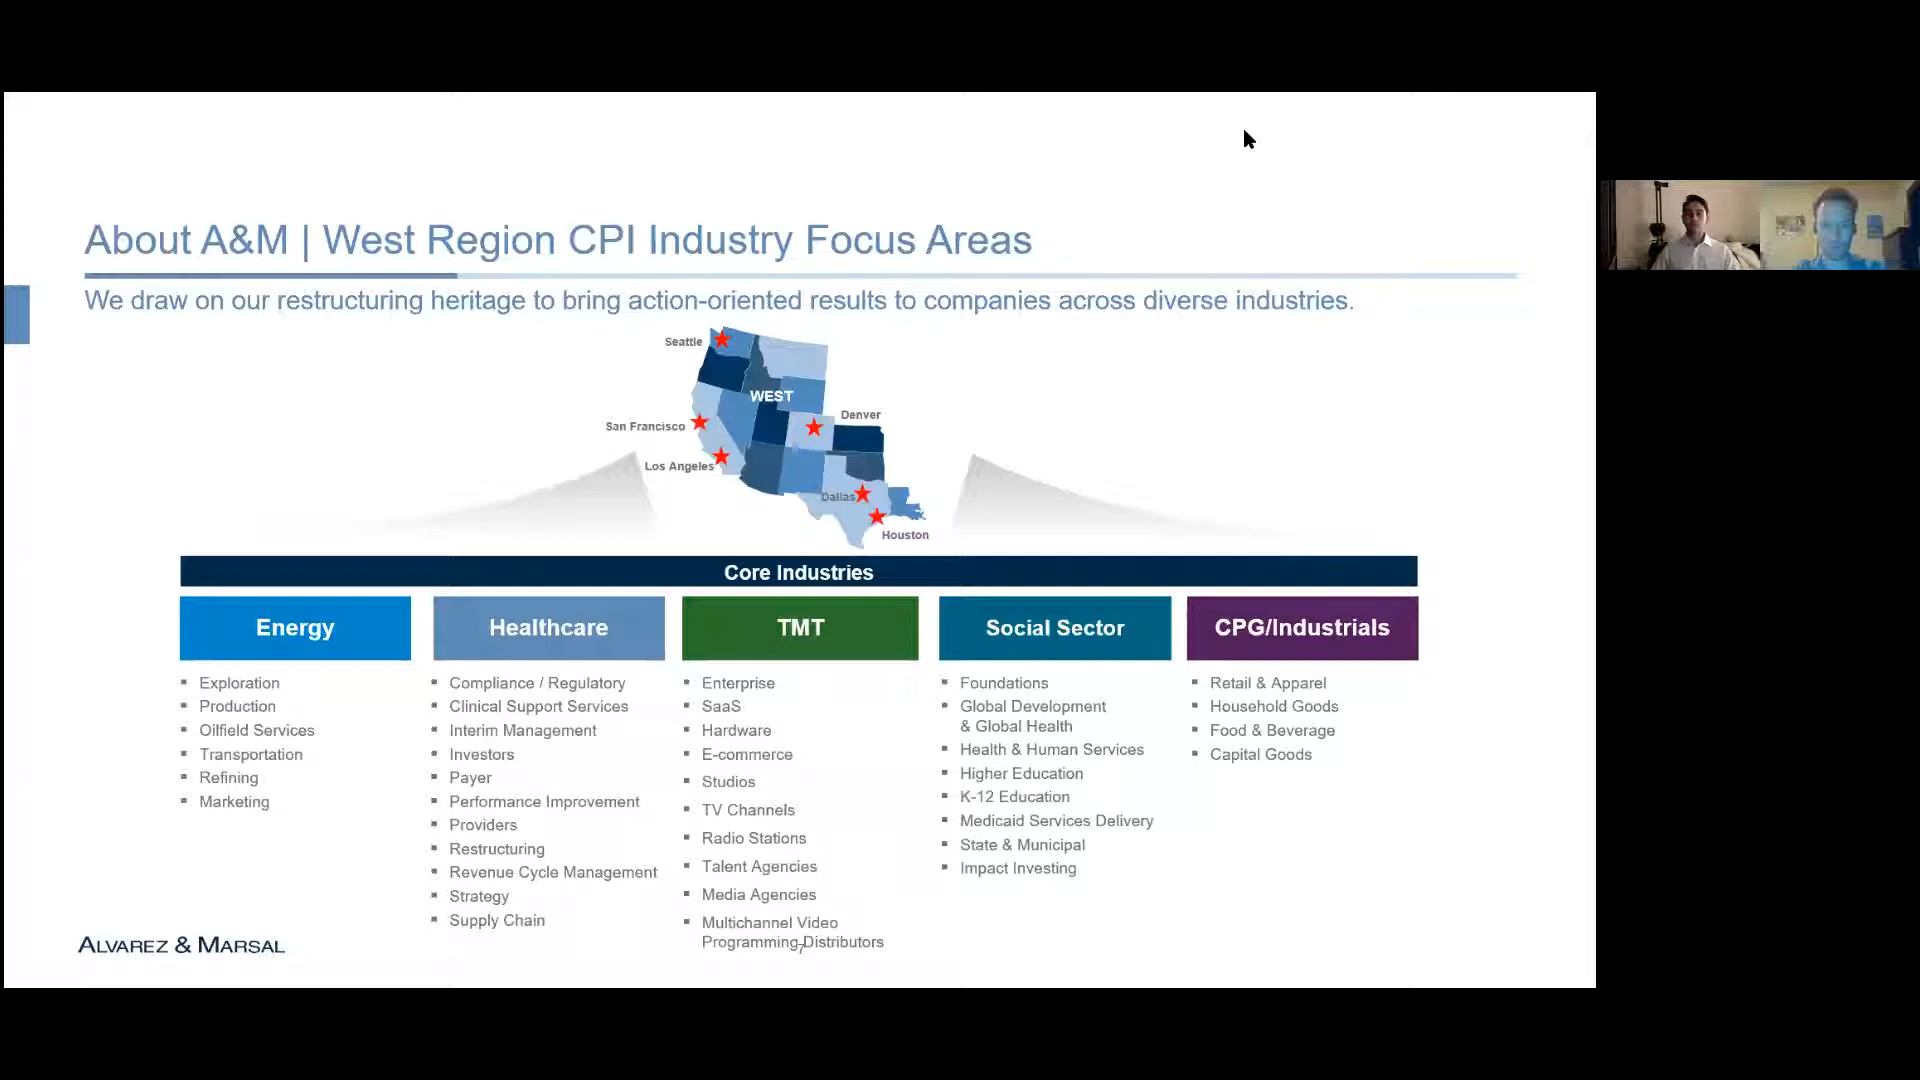 About A&M | West Region CPI Industry Focus Areas
We draw on our restructuring heritage to bring action-oriented results to companies across diverse industries.
Seattle
WEST
Denver
San Francisco
Los Angeles
Dallas
Houston
Core Industries
Energy
Exploration
Production
Oilfield Services
Transportation
Refining
Marketing
Healthcare
Compliance / Regulatory
Clinical Support Services
Interim Management
Investors
Payer
Performance Improvement
Providers
Restructuring
Revenue Cycle Management
Strategy
Supply Chain
TMT
Enterprise
SaaS
Hardware
E-commerce
Studios
TV Channels
Radio Stations
Talent Agencies
Media Agencies
Multichannel Video
Programming Distributors
Social Sector
Foundations
Global Development
& Global Health
Health & Human Services
Higher Education
K-12 Education
Medicaid Services Delivery
State & Municipal
Impact Investing
CPG/Industrials
Retail & Apparel
Household Goods
Food & Beverage
Capital Goods
ALVAREZ & MARSAL
7